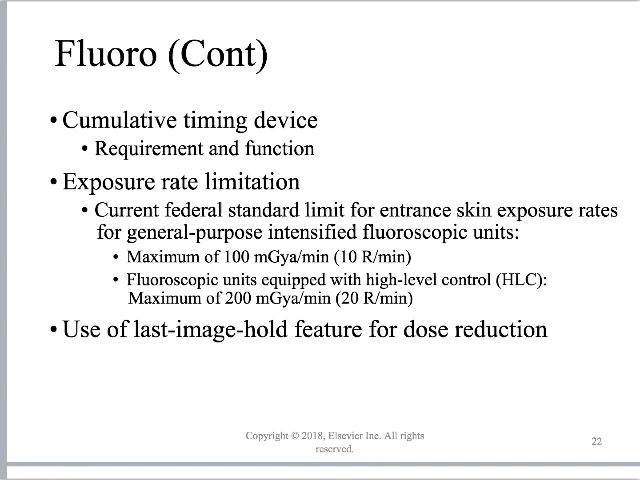 Fluoro (Cont)
• Cumulative timing device
• Requirement and function
• Exposure rate limitation
• Current federal standard limit for entrance skin exposure rates
for general-purpose intensified fluoroscopic units:
• Maximum of 100 mGya/min (10 R/min)
• Fluoroscopic units equipped with high-level control (HLC):
Maximum of 200 mGya/min (20 R/min)
• Use of last-image-hold feature for dose reduction
Copyright © 2018, Elsevier Inc. All rights
reserved.
22